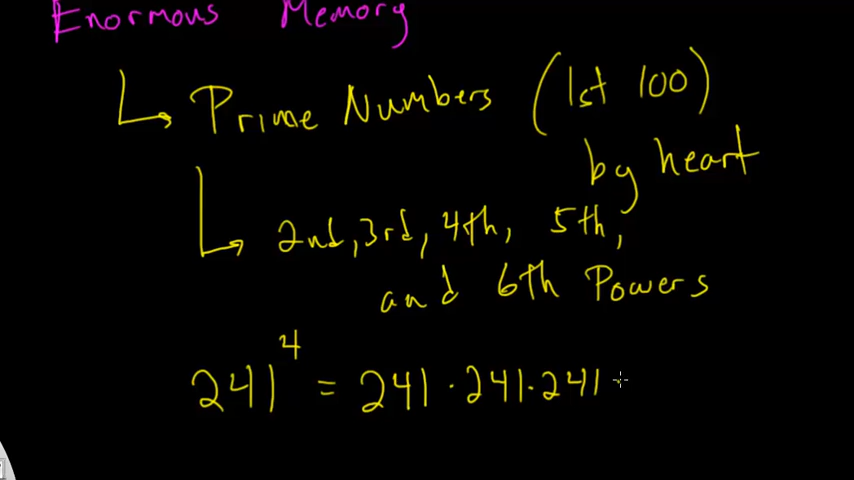 Enormous Memory
Prime Numbers (1st 100)
by heart
2nd, 3rd, 4th, 5th,
and 6th Powers
241⁴ = 241 · 241 · 241